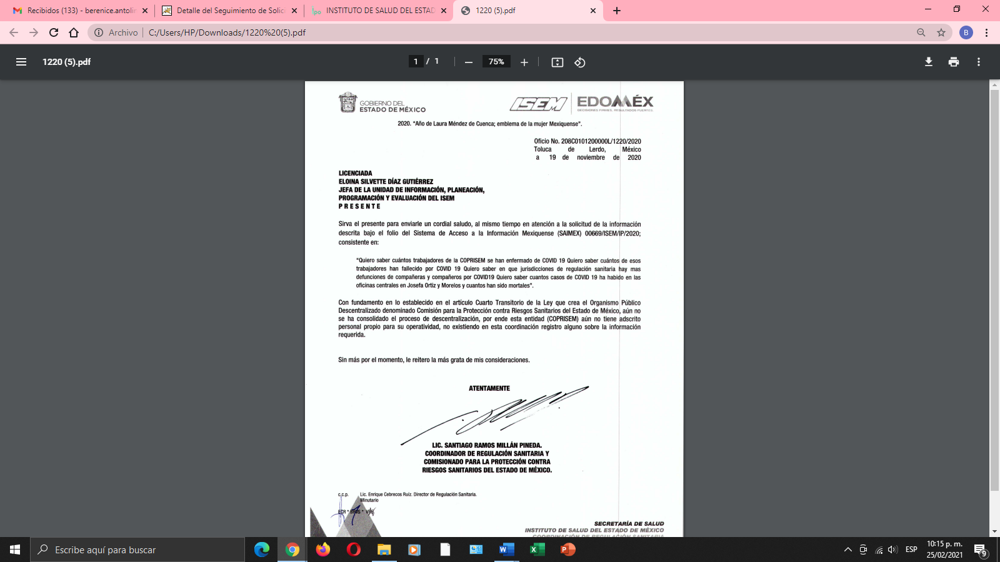 Recibidos (133) - berenice.antolin
Detalle del Seguimiento de Solici
INSTITUTO DE SALUD DEL ESTAD
1220 (5).pdf
Archivo
C:/Users/HP/Downloads/1220%20(5).pdf
B
1220 (5).pdf
1 / 1
75%
GOBIERNO DEL
ESTADO DE MÉXICO
ISEM
EDOMÉX
DECISIONES FIRMES, RESULTADOS FUERTES.
2020. “Año de Laura Méndez de Cuenca; emblema de la mujer Mexiquense”.
Oficio No. 208C0101200000L/1220/2020
Toluca de Lerdo, México
a 19 de noviembre de 2020
LICENCIADA
ELOINA SILVETTE DÍAZ GUTIÉRREZ
JEFA DE LA UNIDAD DE INFORMACIÓN, PLANEACIÓN,
PROGRAMACIÓN Y EVALUACIÓN DEL ISEM
P R E S E N T E
Sirva el presente para enviarle un cordial saludo, al mismo tiempo en atención a la solicitud de la información
descrita bajo el folio del Sistema de Acceso a la Información Mexiquense (SAIMEX) 00669/ISEM/IP/2020;
consistente en:
“Quiero saber cuántos trabajadores de la COPRISEM se han enfermado de COVID 19 Quiero saber cuántos de esos
trabajadores han fallecido por COVID 19 Quiero saber en que jurisdicciones de regulación sanitaria hay mas
defunciones de compañeras y compañeros por COVID19 Quiero saber cuantos casos de COVID 19 ha habido en las
oficinas centrales en Josefa Ortiz y Morelos y cuantos han sido mortales”.
Con fundamento en lo establecido en el artículo Cuarto Transitorio de la Ley que crea el Organismo Público
Descentralizado denominado Comisión para la Protección contra Riesgos Sanitarios del Estado de México, aún no
se ha consolidado el proceso de descentralización, por ende esta entidad (COPRISEM) aún no tiene adscrito
personal propio para su operatividad, no existiendo en esta coordinación registro alguno sobre la información
requerida.
Sin más por el momento, le reitero la más grata de mis consideraciones.
ATENTAMENTE
LIC. SANTIAGO RAMOS MILLÁN PINEDA.
COORDINADOR DE REGULACIÓN SANITARIA Y
COMISIONADO PARA LA PROTECCIÓN CONTRA
RIESGOS SANITARIOS DEL ESTADO DE MÉXICO.
c.c.p. Lic. Enrique Cebrecos Ruíz. Director de Regulación Sanitaria.
Minutario
SECRETARÍA DE SALUD
INSTITUTO DE SALUD DEL ESTADO DE MÉXICO
COORDINACIÓN DE REGULACIÓN SANITARIA
Escribe aquí para buscar
ESP
10:15 p. m.
25/02/2021
9